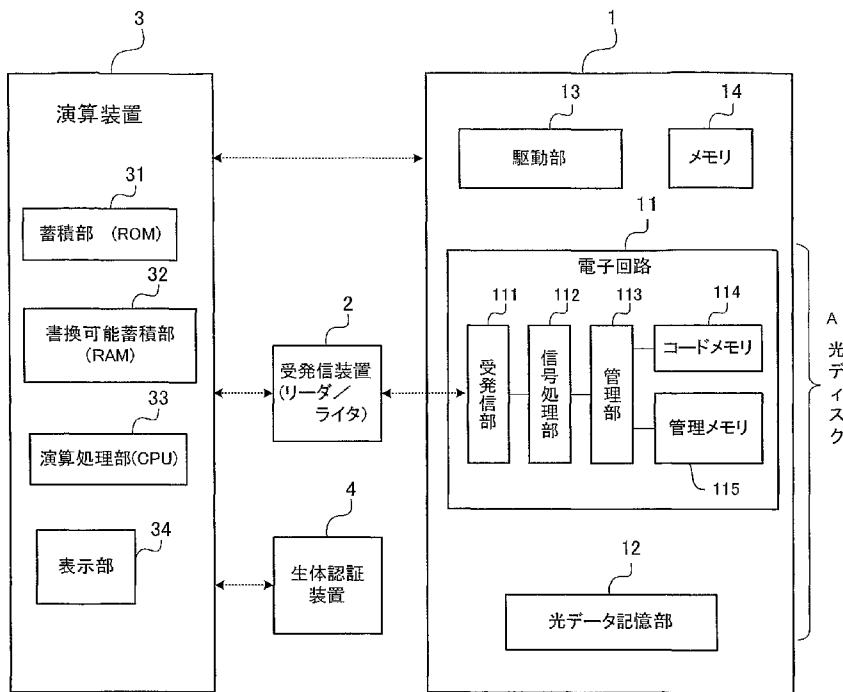 3
演算装置
31
蓄積部 (ROM)
32
書換可能蓄積部
(RAM)
33
演算処理部(CPU)
34
表示部
2
受発信装置
(リーダ／
ライタ)
4
生体認証
装置
1
13
駆動部
14
メモリ
11
電子回路
111
受発信部
112
信号処理部
113
管理部
114
コードメモリ
管理メモリ
115
12
光データ記憶部
A
光ディスク